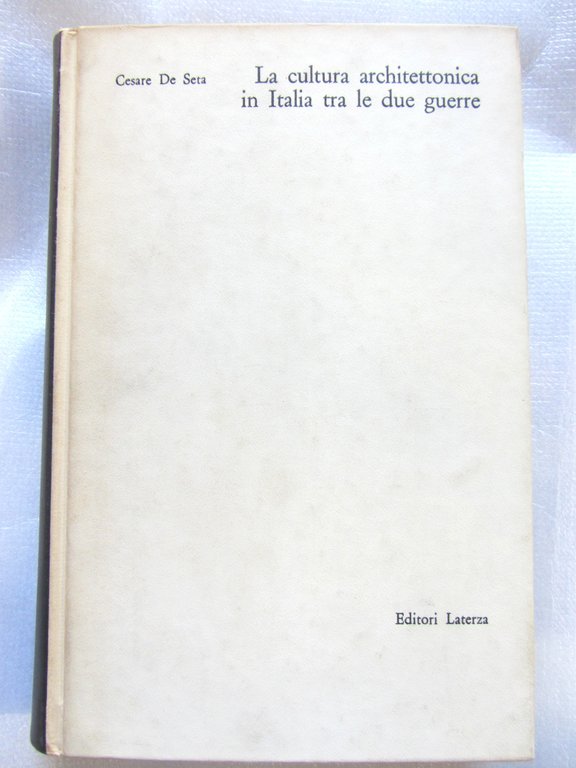 Cesare De Seta
La cultura architettonica
in Italia tra le due guerre
Editori Laterza